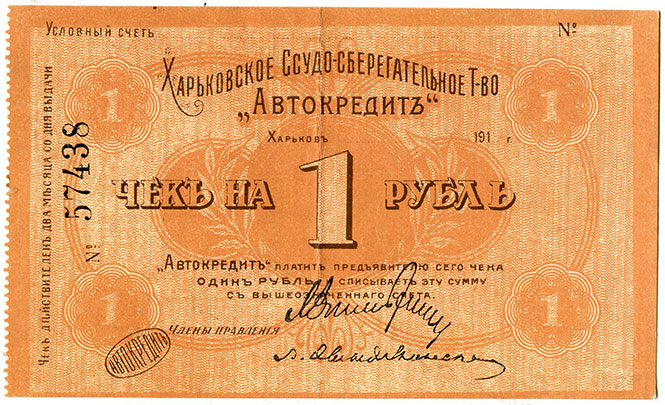 Условный счетъ №
Харьковское Ссудо-сберегательное Т-во
„Автокредитъ“
Харьковъ 191 г.
1
1
Чекъ на 1 рубль
„Автокредитъ“ платитъ предъявителю сего чека
одинъ рубль и списываетъ эту сумму
съ вышеозначеннаго счета.
Члены правленія
1
1
АВТОКРЕДИТЪ
№ 57438
Чекъ дѣйствителенъ два мѣсяца со дня выдачи